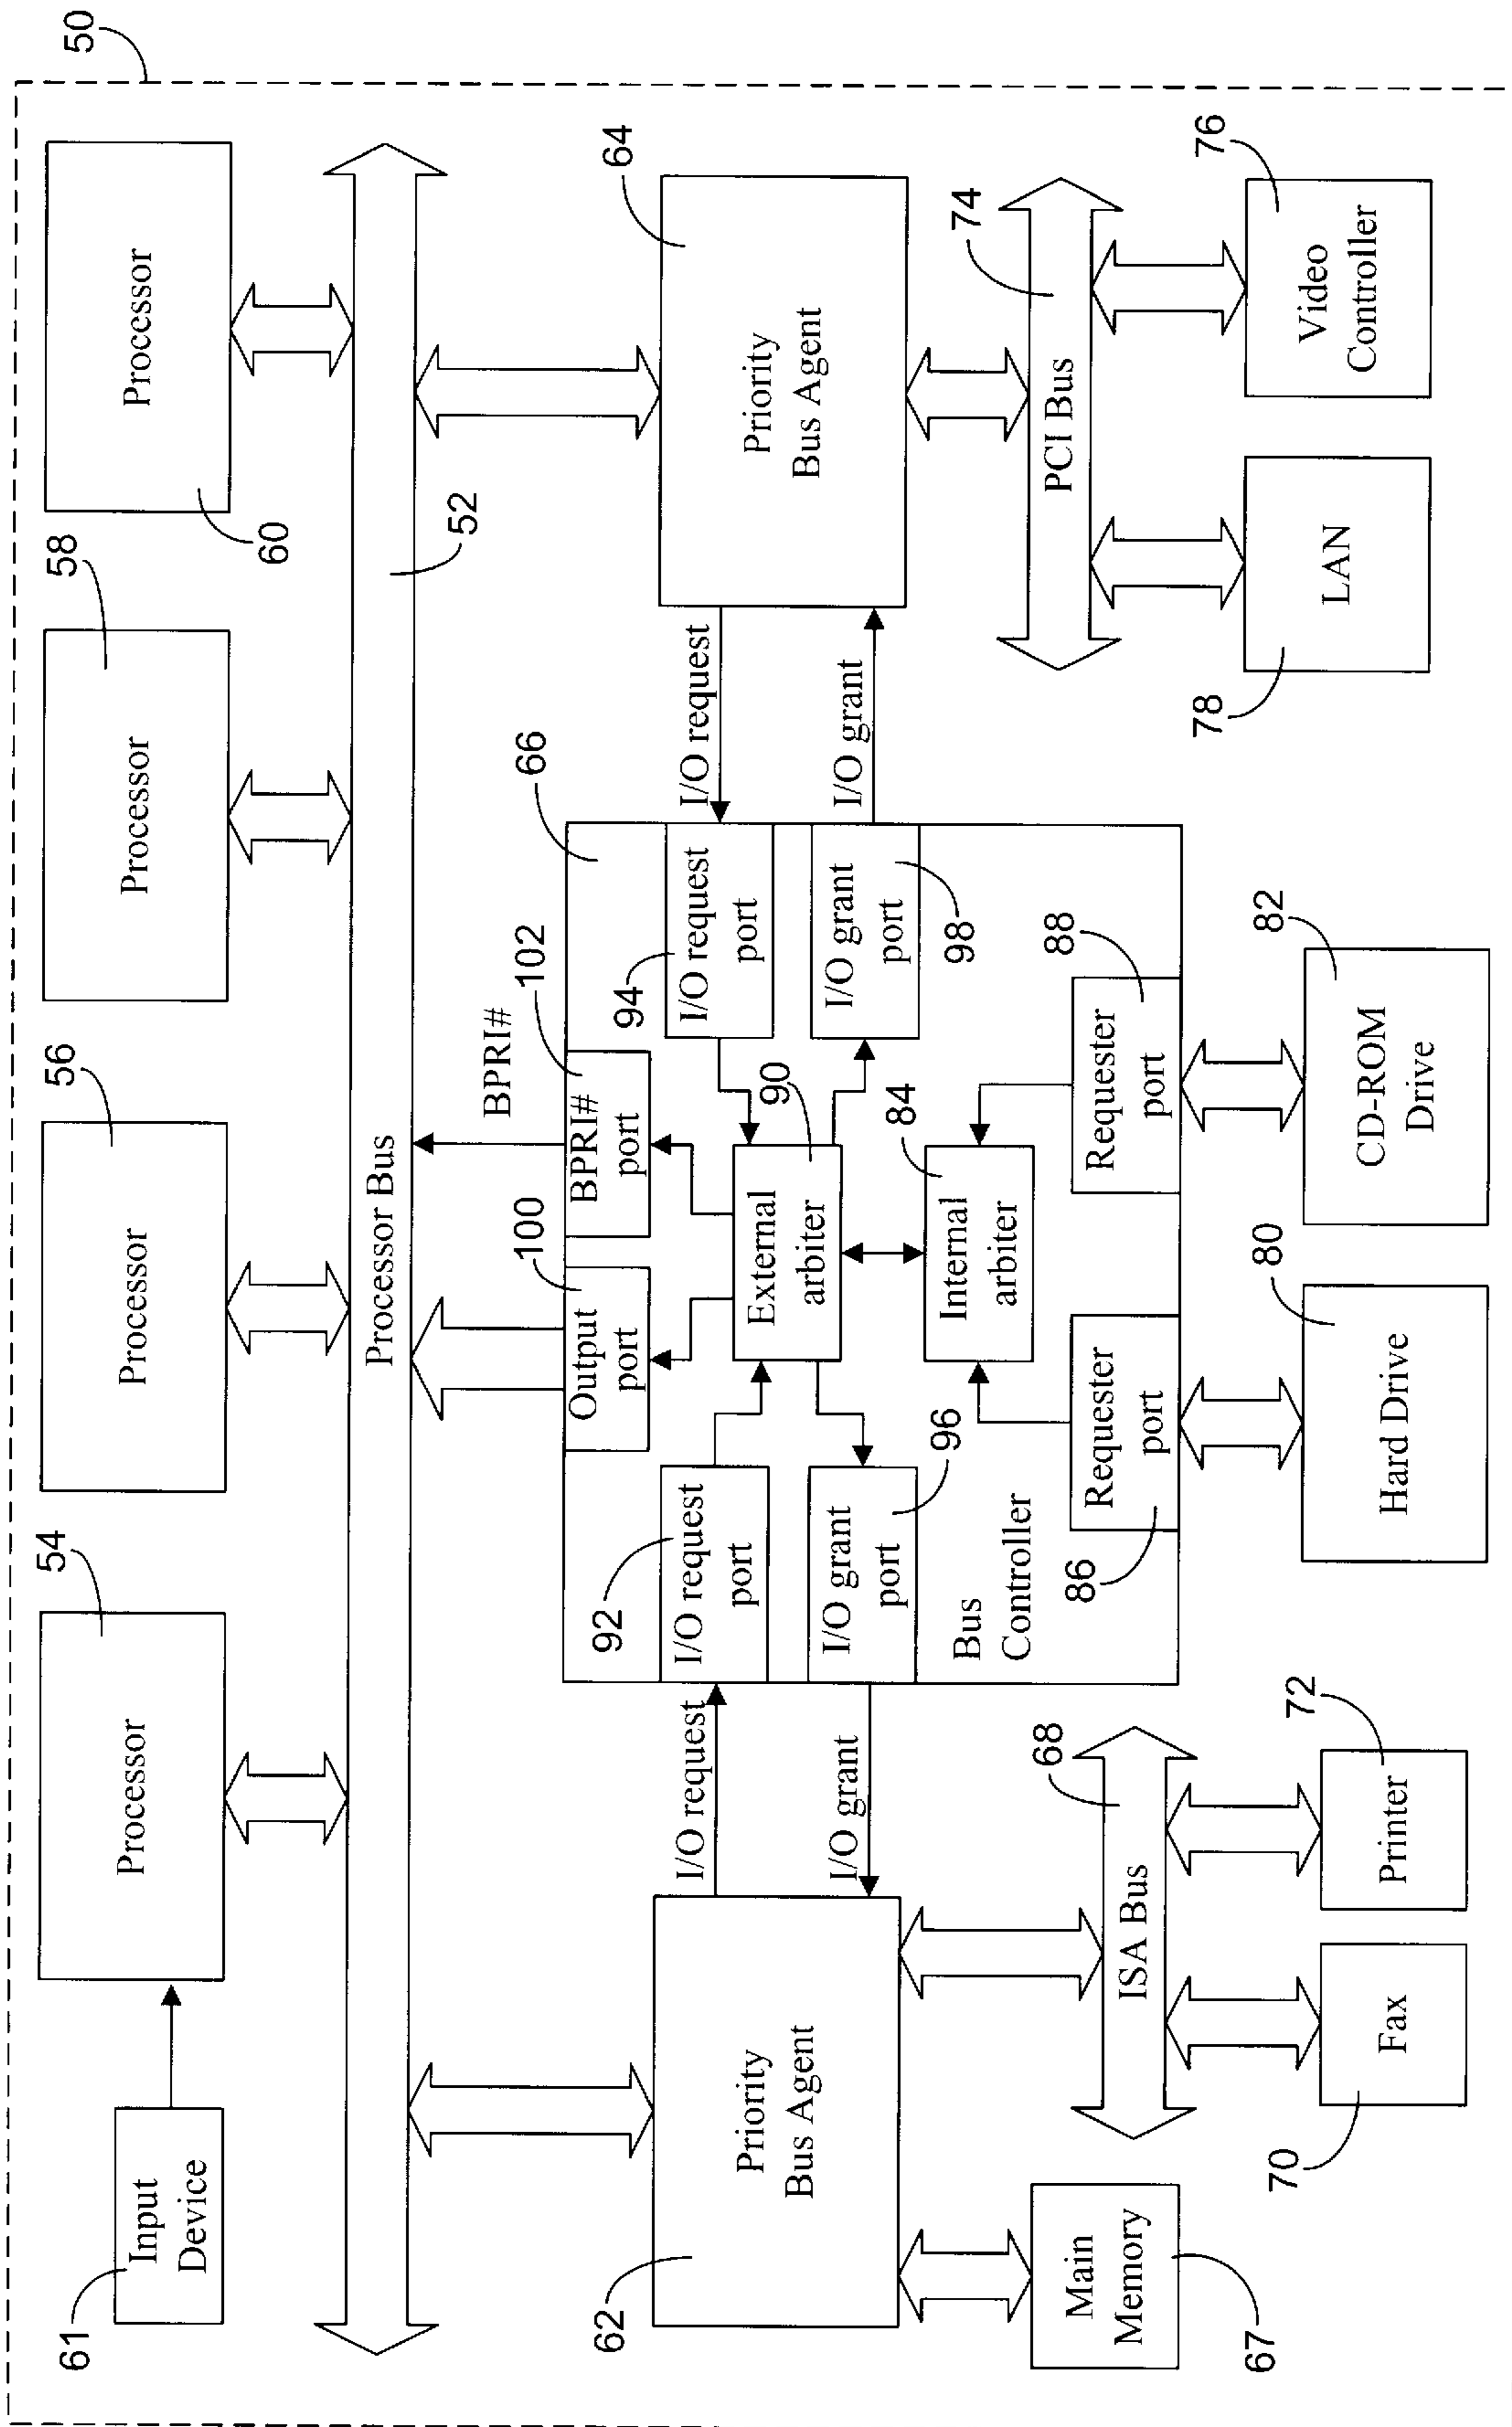 50
54
56
58
60
Input
Device
61
Processor
Processor
Processor
Processor
Processor Bus
52
BPRI#
62
Priority
Bus Agent
64
Priority
Bus Agent
I/O request
I/O grant
I/O request
I/O grant
66
Bus
Controller
100
Output
port
102
BPRI#
port
92
I/O request
port
94
I/O request
port
96
I/O grant
port
98
I/O grant
port
90
External
arbiter
84
Internal
arbiter
86
Requester
port
88
Requester
port
67
Main
Memory
68
ISA Bus
70
Fax
72
Printer
80
Hard Drive
82
CD-ROM
Drive
74
PCI Bus
78
LAN
76
Video
Controller